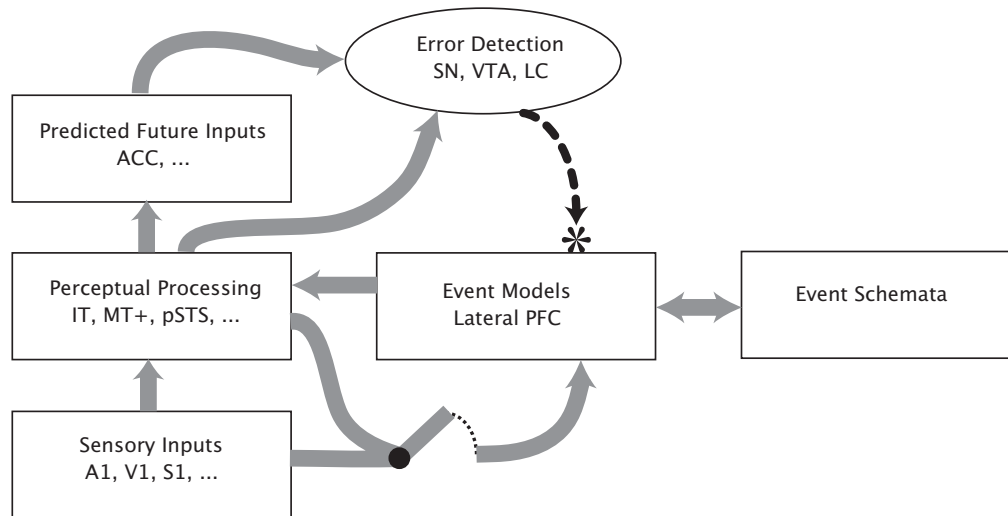 Error Detection
SN, VTA, LC
Predicted Future Inputs
ACC, ...
Perceptual Processing
IT, MT+, pSTS, ...
Event Models
Lateral PFC
Event Schemata
Sensory Inputs
A1, V1, S1, ...